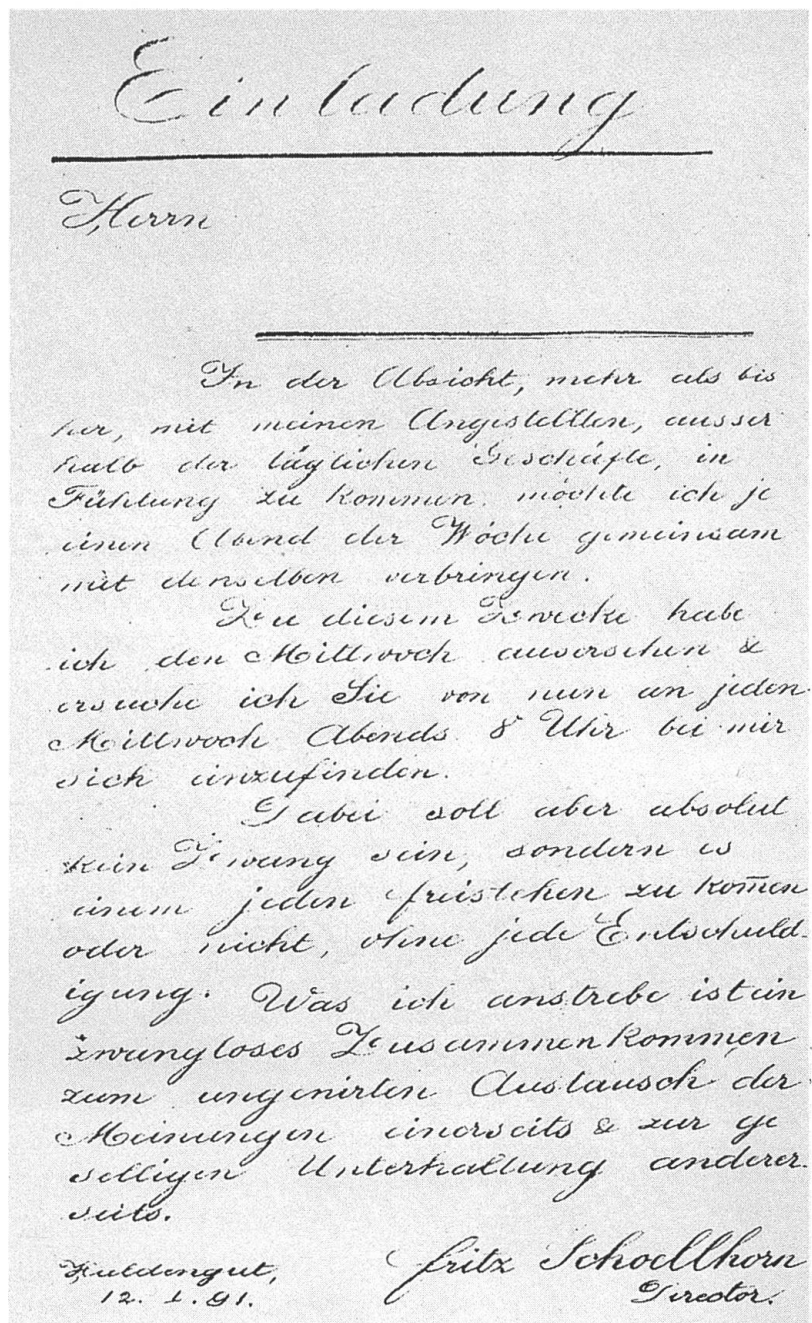 Einladung
Herrn
In der Absicht, mehr als bis
her, mit meinen Angestellten, ausser
halb der täglichen Geschäfte, in
Fühlung zu kommen möchte ich je
einen Abend der Woche gemeinsam
mit denselben verbringen.
Zu diesem Zwecke habe
ich den Mittwoch ausersehen &
ersuche ich Sie von nun an jeden
Mittwoch Abends 8 Uhr bei mir
sich einzufinden.
Dabei soll aber absolut
kein Zwang sein, sondern es
einem jeden freistehen zu kom̄en
oder nicht, ohne jede Entschuld-
igung. Was ich anstrebe ist ein
zwangloses Zusammenkommen
zum ungenirten Austausch der
Meinungen einerseits & zur ge
selligen Unterhaltung anderer-
seits.
Haldengut,
12. I. 91.
Fritz Schoellhorn
Director.